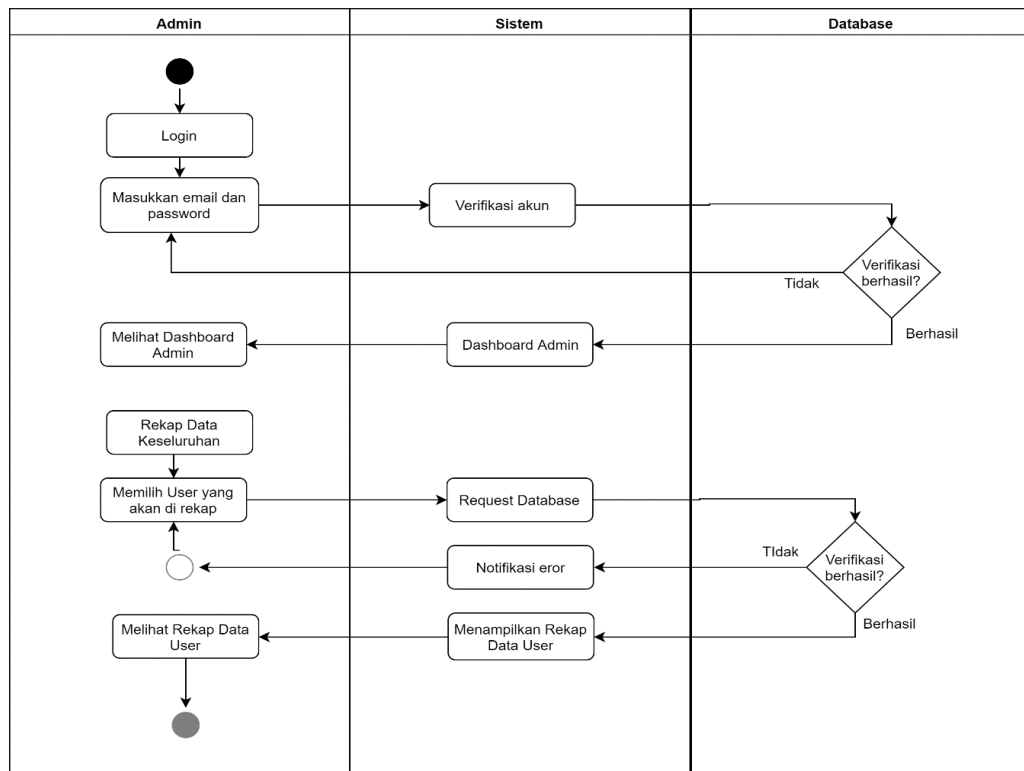 Admin
Sistem
Database
Login
Masukkan email dan
password
Verifikasi akun
Verifikasi
berhasil?
Tidak
Berhasil
Melihat Dashboard
Admin
Dashboard Admin
Rekap Data
Keseluruhan
Memilih User yang
akan di rekap
Request Database
TIdak
Verifikasi
berhasil?
Notifikasi eror
Berhasil
Melihat Rekap Data
User
Menampilkan Rekap
Data User